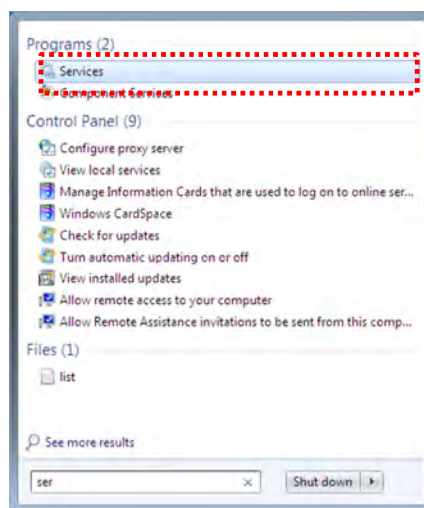 Programs (2)
Services
Component Services
Control Panel (9)
Configure proxy server
View local services
Manage Information Cards that are used to log on to online ser...
Windows CardSpace
Check for updates
Turn automatic updating on or off
View installed updates
Allow remote access to your computer
Allow Remote Assistance invitations to be sent from this comp...
Files (1)
list
See more results
ser
Shut down